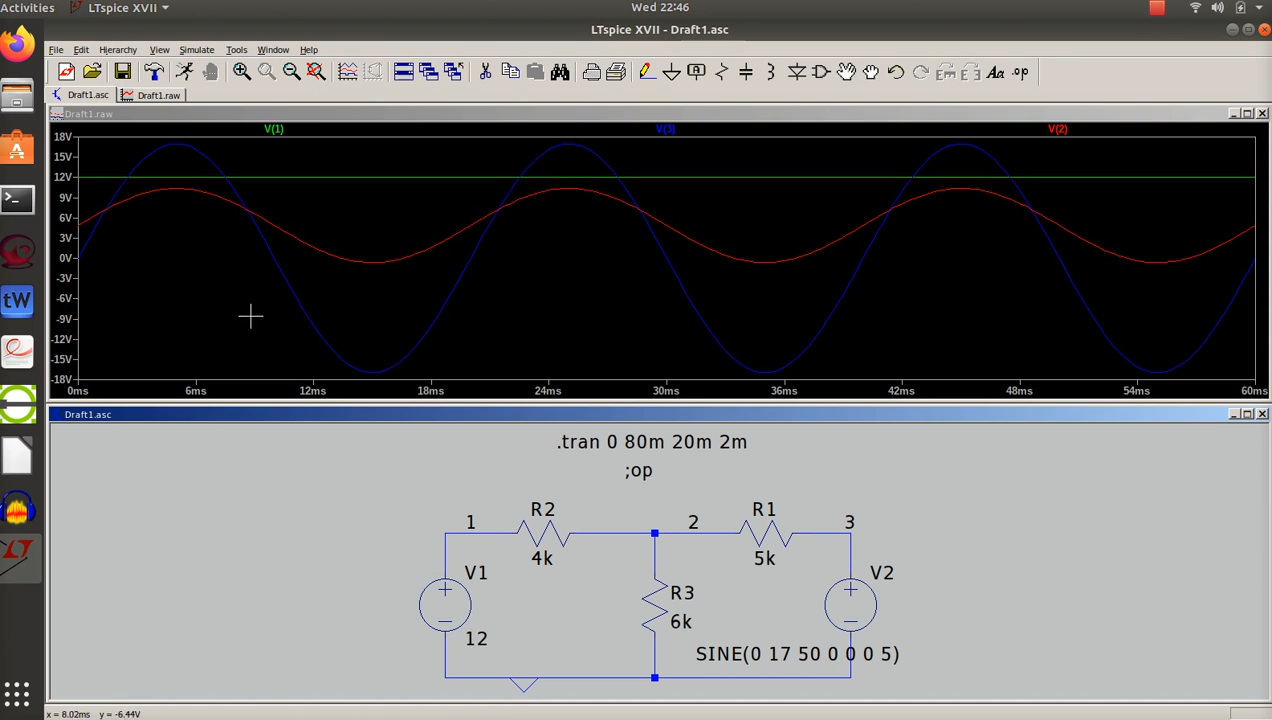 Activities LTspice XVII Wed 22:46
LTspice XVII - Draft1.asc
File Edit Hierarchy View Simulate Tools Window Help
Aa .op
Draft1.asc Draft1.raw
Draft1.raw
V(1) V(3) V(2)
18V
15V
12V
9V
6V
3V
0V
-3V
-6V
-9V
-12V
-15V
-18V
0ms 6ms 12ms 18ms 24ms 30ms 36ms 42ms 48ms 54ms 60ms
Draft1.asc
.tran 0 80m 20m 2m
;op
R2 R1
1 2 3
4k 5k
V1 V2
R3
6k
12
SINE(0 17 50 0 0 0 5)
tW
x = 8.02ms y = -6.44V